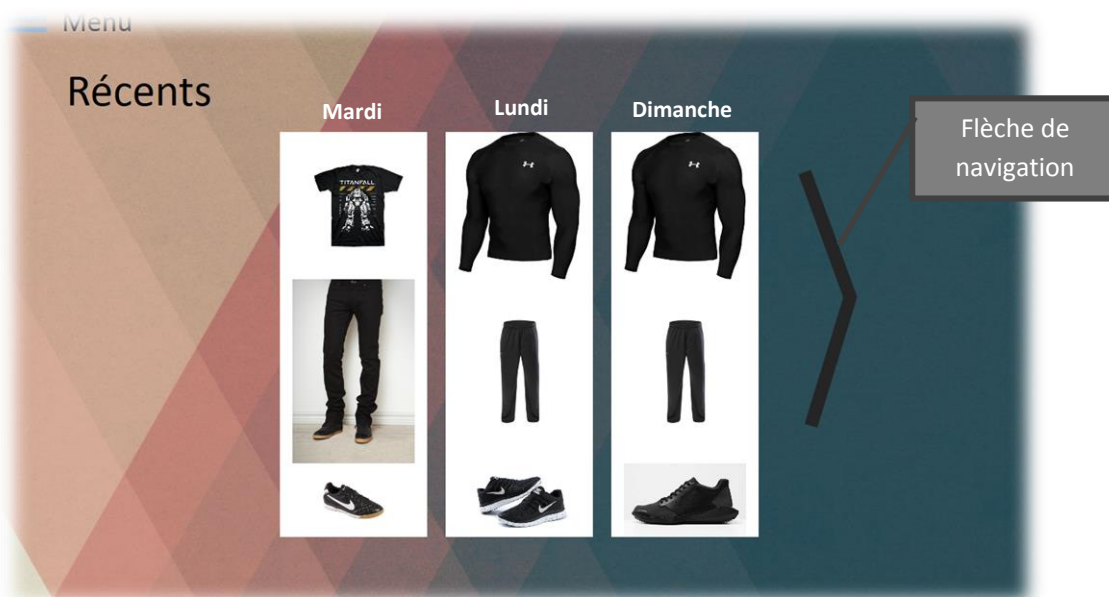 Menu
Récents
Mardi
Lundi
Dimanche
Flèche de
navigation
TITANFALL